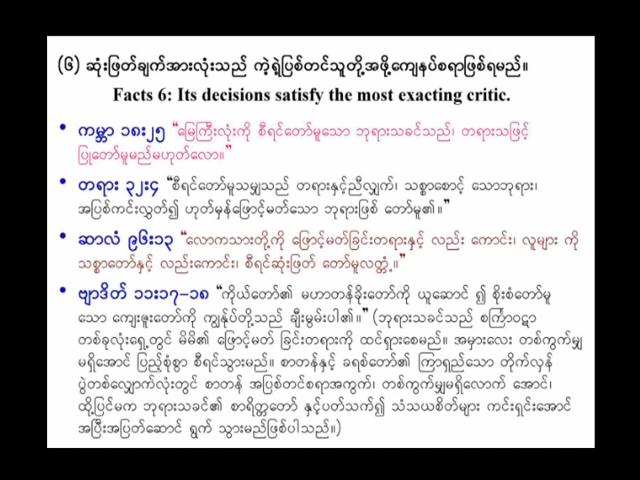 (၆) ဆုံးဖြတ်ချက်အားလုံးသည် ကဲ့ရဲ့ပြစ်တင်သူတို့အဖို့ကျေနပ်စရာဖြစ်ရမည်။
Facts 6: Its decisions satisfy the most exacting critic.
• ကမ္ဘာ ၁၈း၂၅ “မြေကြီးလုံးကို စီရင်တော်မူသော ဘုရားသခင်သည်၊ တရားသဖြင့်
ပြုတော်မူမည်မဟုတ်လော။”
• တရား ၃၂း၄ “စီရင်တော်မူသမျှသည် တရားနှင့်ညီလျှက်၊ သစ္စာစောင့် သောဘုရား၊
အပြစ်ကင်းလွှတ်၍ ဟုတ်မှန်ဖြောင့်မတ်သော ဘုရားဖြစ် တော်မူ၏။”
• ဆာလံ ၉၆း၁၃ “လောကသားတို့ကို ဖြောင့်မတ်ခြင်းတရားနှင့် လည်း ကောင်း၊ လူများ ကို
သစ္စာတော်နှင့် လည်းကောင်း၊ စီရင်ဆုံးဖြတ် တော်မူလတ္တံ့။”
• ဗျာဒိတ် ၁၁း၁၇–၁၈ “ကိုယ်တော်၏ မဟာတန်ခိုးတော်ကို ယူဆောင် ၍ စိုးစံတော်မူ
သော ကျေးဇူးတော်ကို ကျွန်ုပ်တို့သည် ချီးမွမ်းပါ၏။” (ဘုရားသခင်သည် စင်္ကြာဝဠာ
တစ်ခုလုံးရှေ့တွင် မိမိ၏ ဖြောင့်မတ် ခြင်းတရားကို ထင်ရှားစေမည်။ အမှားလေး တစ်ကွက်မျှ
မရှိအောင် ပြည့်စုံစွာ စီရင်သွားမည်။ စာတန်နှင့် ခရစ်တော်၏ ကြာရှည်သော တိုက်လှန်
ပွဲတစ်လျှောက်လုံးတွင် စာတန် အပြစ်တင်စရာအကွက်၊ တစ်ကွက်မျှမရှိလောက် အောင်၊
ထို့ပြင်မက ဘုရားသခင်၏ စာရိတ္တတော် နှင့်ပတ်သက်၍ သံသယစိတ်များ ကင်းရှင်းအောင်
အပြီးအပြတ်ဆောင် ရွက် သွားမည်ဖြစ်ပါသည်။)